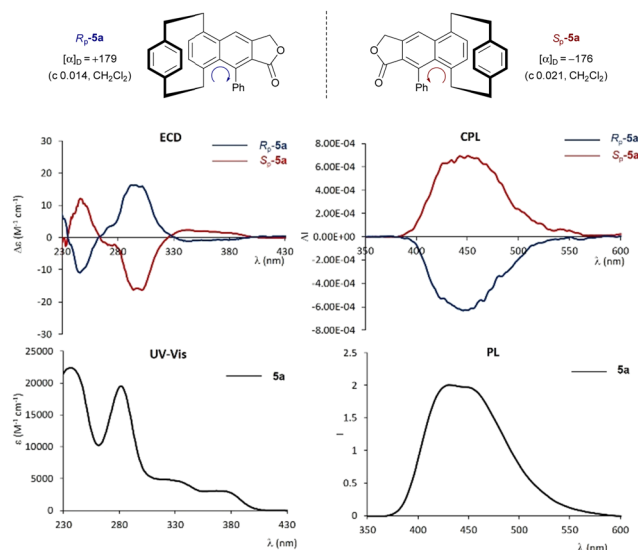 Rp-5a
[α]D = +179
(c 0.014, CH2Cl2)
O
O
Ph
Sp-5a
[α]D = −176
(c 0.021, CH2Cl2)
O
O
Ph
ECD
Rp-5a
Sp-5a
Δε (M-1 cm-1)
30
20
10
0
-10
-20
-30
230 280 330 380 430
λ (nm)
CPL
Rp-5a
Sp-5a
ΔI
8.00E-04
6.00E-04
4.00E-04
2.00E-04
0.00E+00
-2.00E-04
-4.00E-04
-6.00E-04
-8.00E-04
350 400 450 500 550 600
λ (nm)
UV-Vis
5a
ε (M-1 cm-1)
25000
20000
15000
10000
5000
0
230 280 330 380 430
λ (nm)
PL
5a
I
2.5
2
1.5
1
0.5
0
350 400 450 500 550 600
λ (nm)